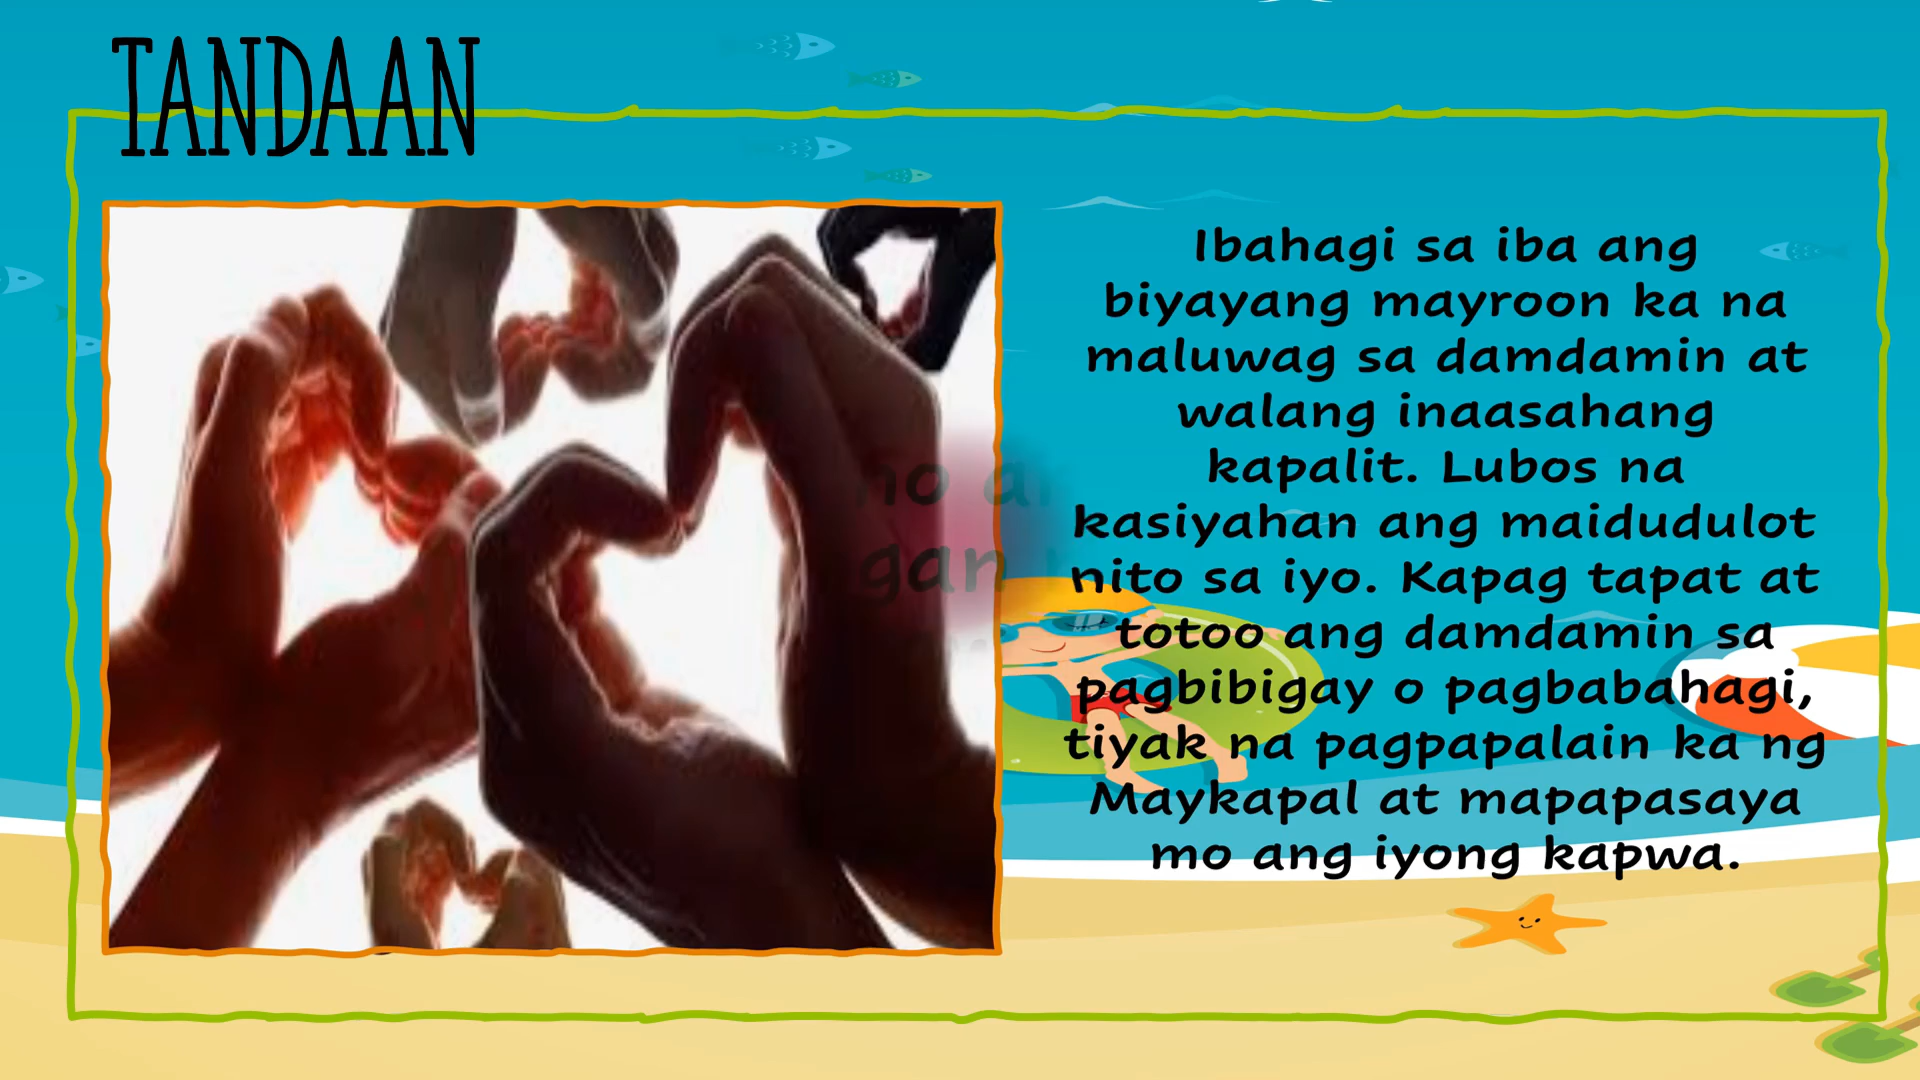 TANDAAN
Ibahagi sa iba ang
biyayang mayroon ka na
maluwag sa damdamin at
walang inaasahang
kapalit. Lubos na
kasiyahan ang maidudulot
nito sa iyo. Kapag tapat at
totoo ang damdamin sa
pagbibigay o pagbabahagi,
tiyak na pagpapalain ka ng
Maykapal at mapapasaya
mo ang iyong kapwa.